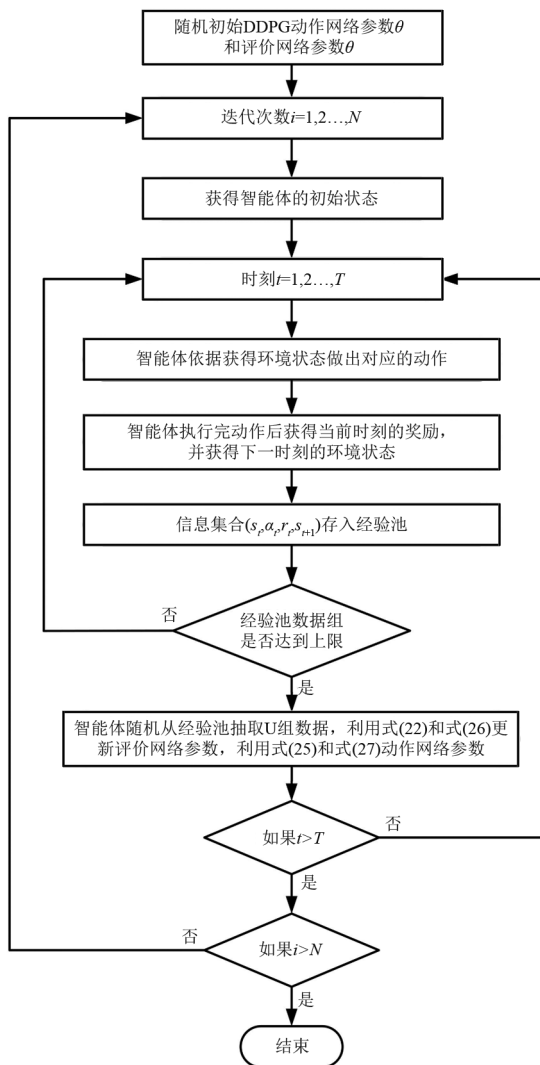 随机初始DDPG动作网络参数θ
和评价网络参数θ
迭代次数i=1,2…,N
获得智能体的初始状态
时刻t=1,2…,T
智能体依据获得环境状态做出对应的动作
智能体执行完动作后获得当前时刻的奖励，
并获得下一时刻的环境状态
信息集合(s_t,α_t,r_t,s_{t+1})存入经验池
否
经验池数据组
是否达到上限
是
智能体随机从经验池抽取U组数据，利用式(22)和式(26)更
新评价网络参数，利用式(25)和式(27)动作网络参数
如果t>T
否
是
否
如果i>N
是
结束